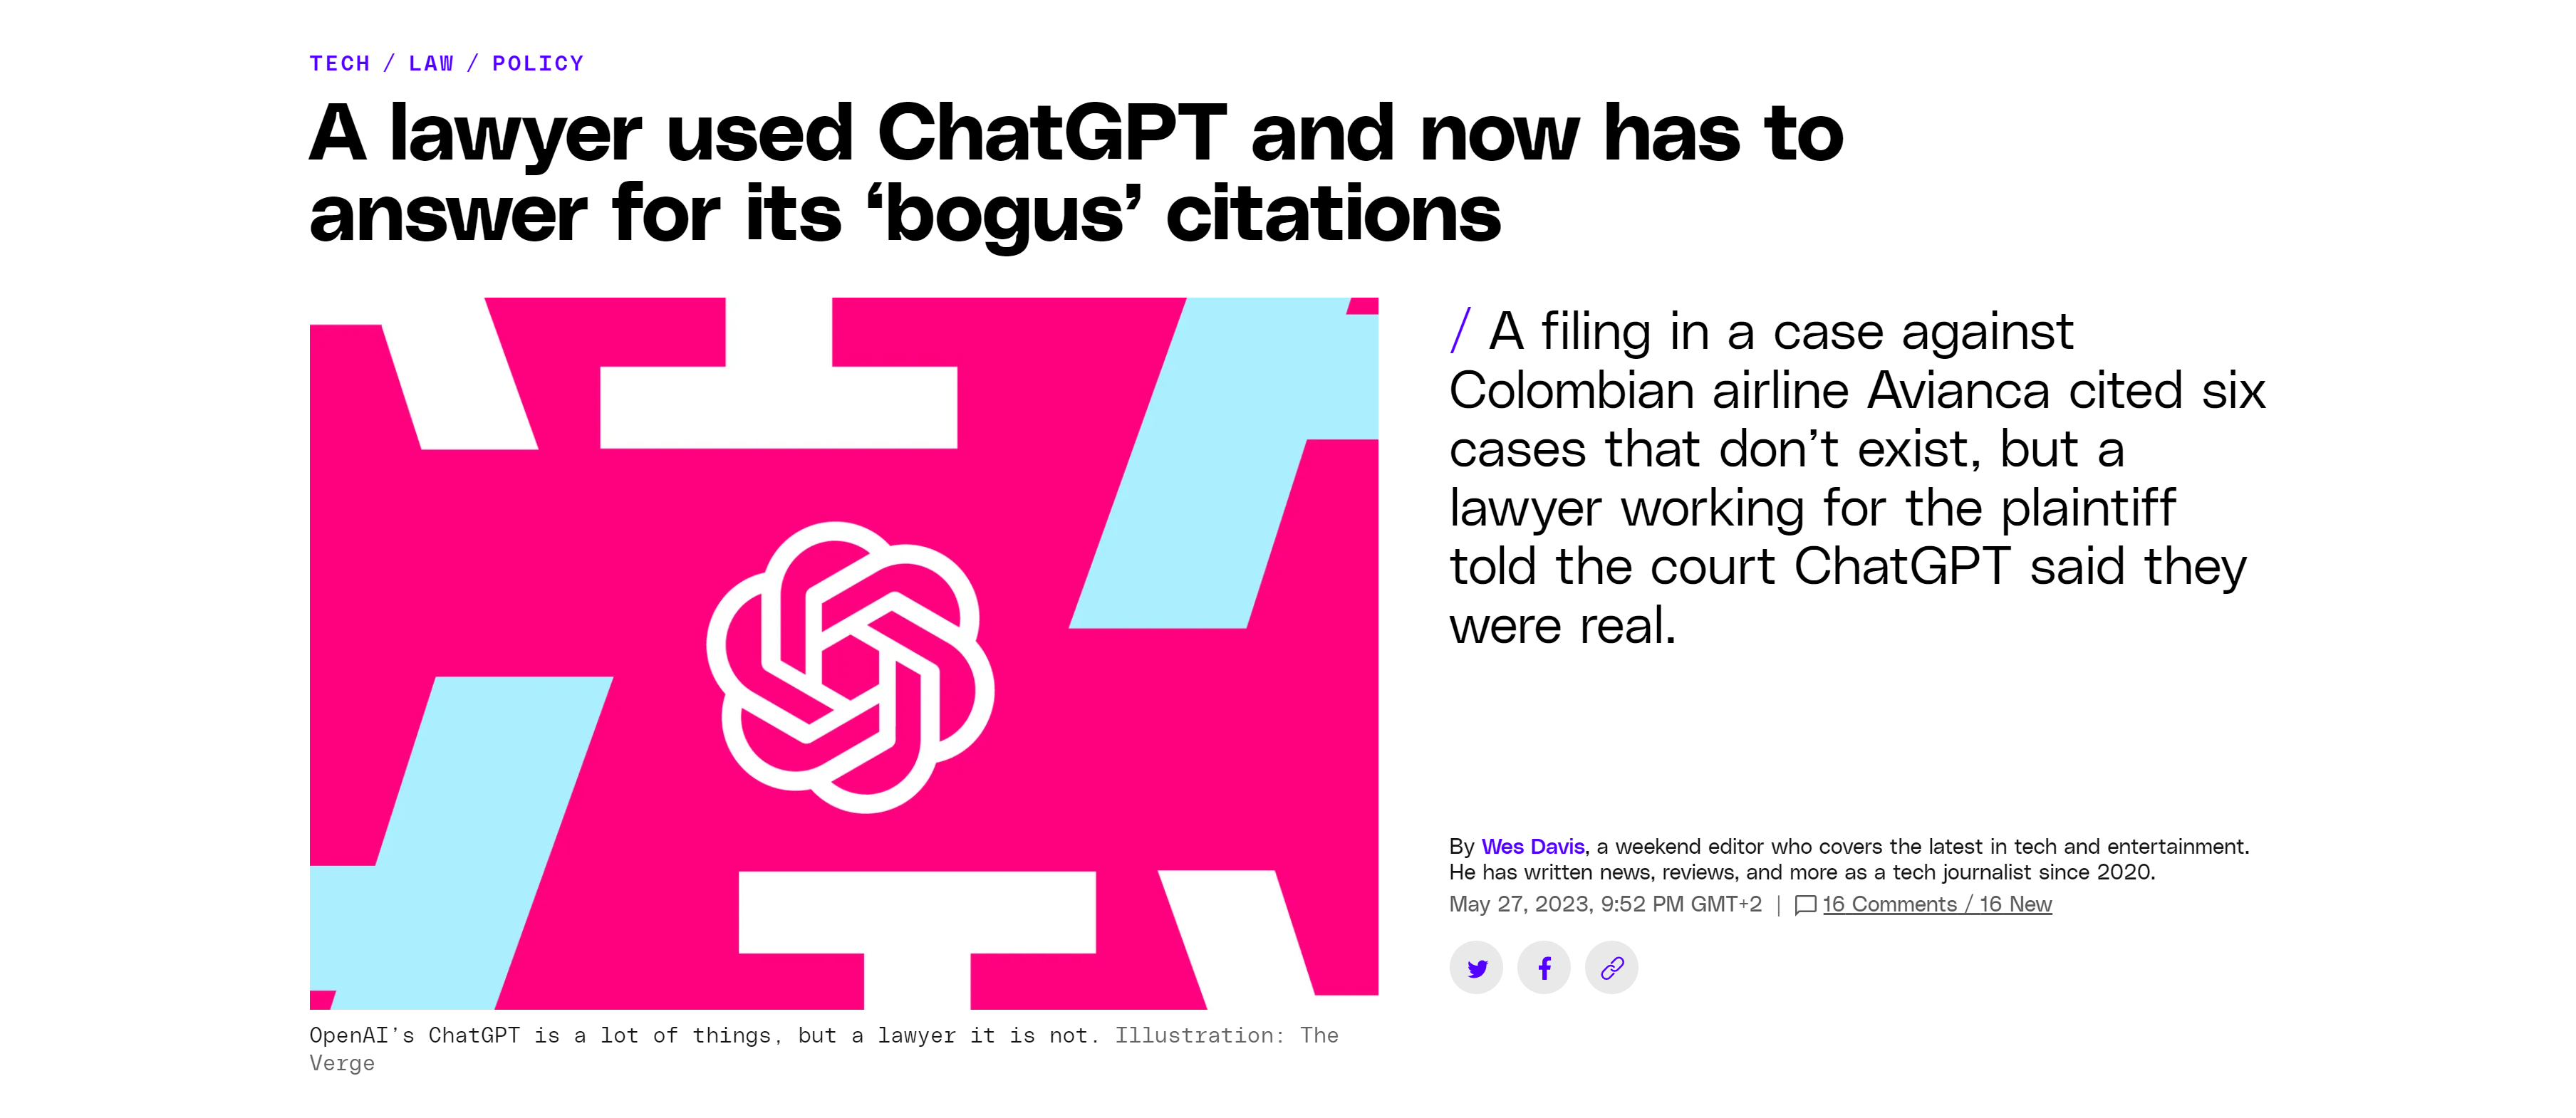 TECH / LAW / POLICY
A lawyer used ChatGPT and now has to
answer for its ‘bogus’ citations
/ A filing in a case against
Colombian airline Avianca cited six
cases that don’t exist, but a
lawyer working for the plaintiff
told the court ChatGPT said they
were real.
By Wes Davis, a weekend editor who covers the latest in tech and entertainment.
He has written news, reviews, and more as a tech journalist since 2020.
May 27, 2023, 9:52 PM GMT+2 | 16 Comments / 16 New
OpenAI’s ChatGPT is a lot of things, but a lawyer it is not. Illustration: The
Verge